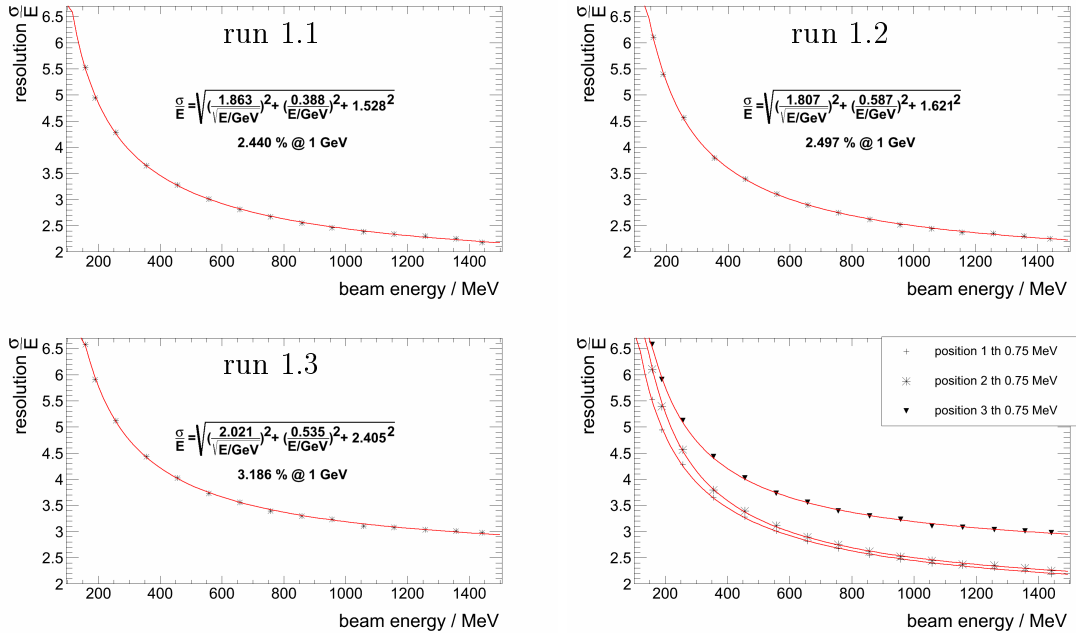 run 1.1
resolution σ/E
6.5
6
5.5
5
4.5
4
3.5
3
2.5
2
σ/E =√((1.863/√E/GeV)²+ (0.388/E/GeV)²+ 1.528²)
2.440 % @ 1 GeV
200 400 600 800 1000 1200 1400
beam energy / MeV
run 1.2
resolution σ/E
6.5
6
5.5
5
4.5
4
3.5
3
2.5
2
σ/E =√((1.807/√E/GeV)²+ (0.587/E/GeV)²+ 1.621²)
2.497 % @ 1 GeV
200 400 600 800 1000 1200 1400
beam energy / MeV
run 1.3
resolution σ/E
6.5
6
5.5
5
4.5
4
3.5
3
2.5
2
σ/E =√((2.021/√E/GeV)²+ (0.535/E/GeV)²+ 2.405²)
3.186 % @ 1 GeV
200 400 600 800 1000 1200 1400
beam energy / MeV
resolution σ/E
6.5
6
5.5
5
4.5
4
3.5
3
2.5
2
position 1 th 0.75 MeV
position 2 th 0.75 MeV
position 3 th 0.75 MeV
200 400 600 800 1000 1200 1400
beam energy / MeV